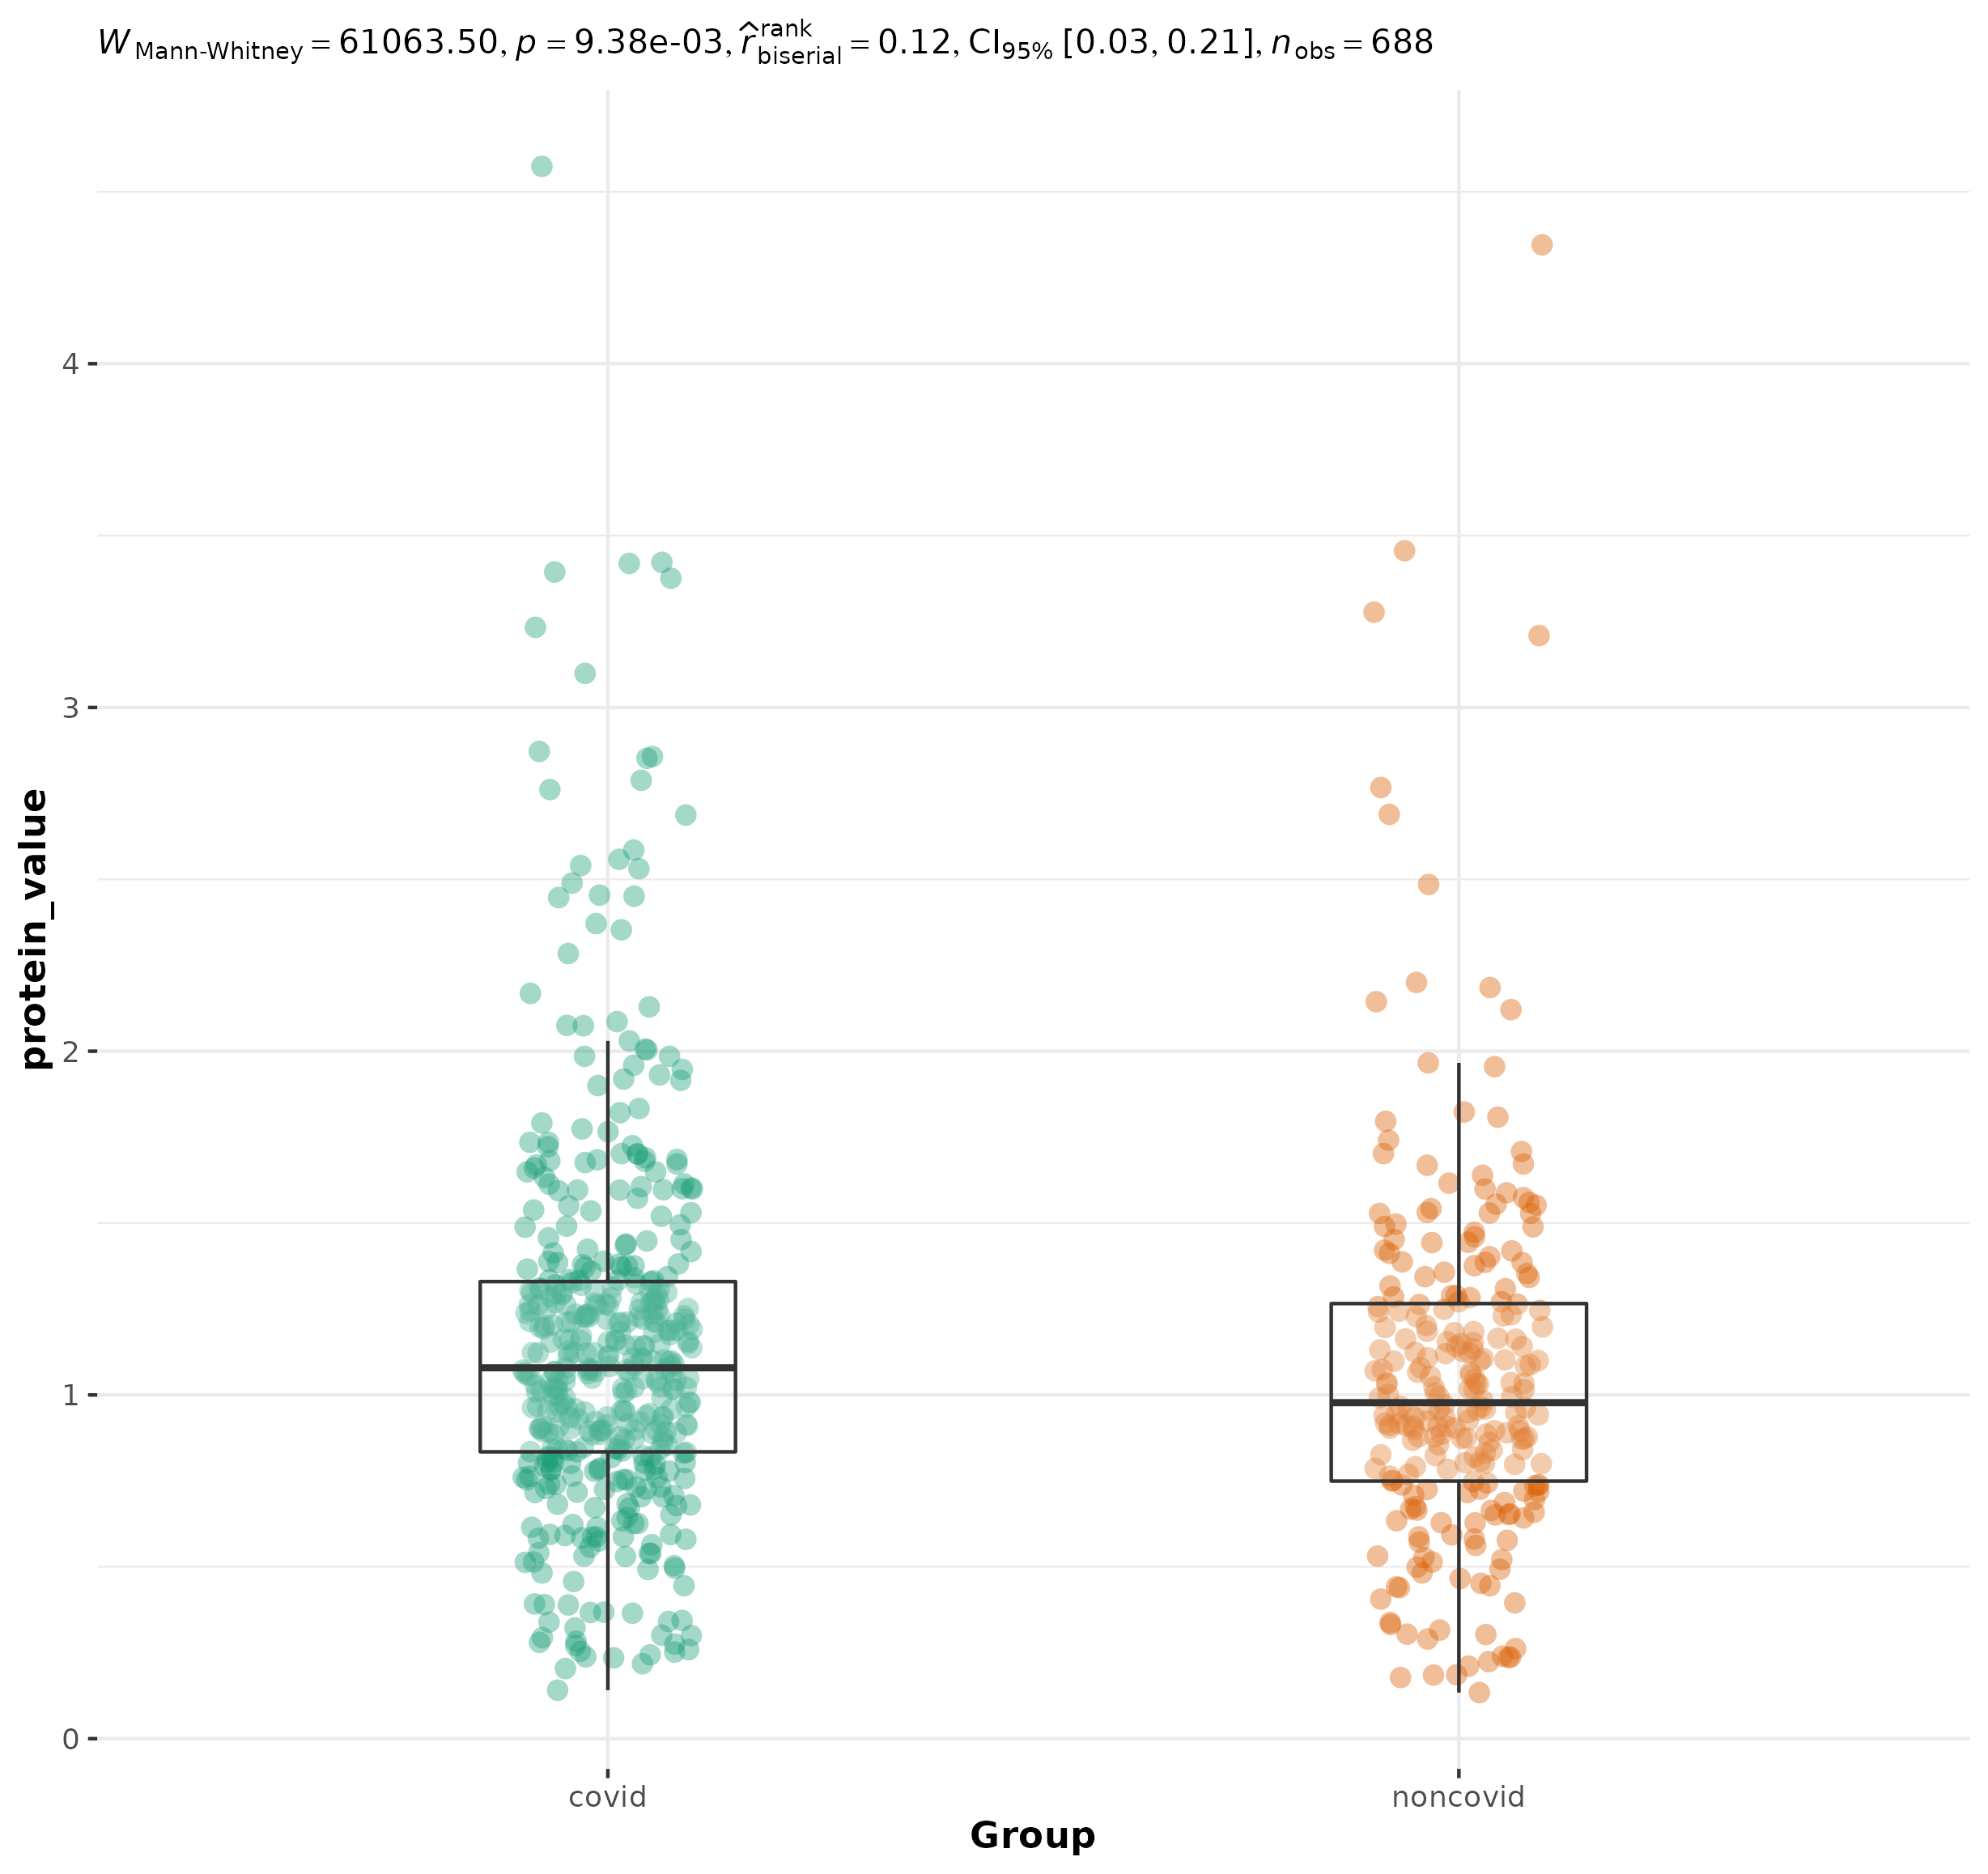 W Mann-Whitney = 61063.50, p = 9.38e-03, r̂ rank biserial = 0.12, CI95% [0.03, 0.21], n obs = 688
protein_value
4
3
2
1
0
covid noncovid
Group